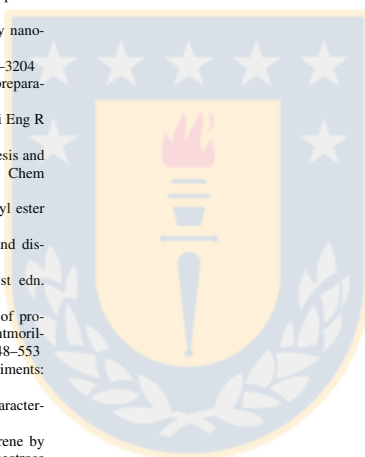 y nano-
–3204
prepara-
i Eng R
esis and
Chem
yl ester
nd dis-
st edn.
of pro-
ntmoril-
48–553
iments:
aracter-
rene by